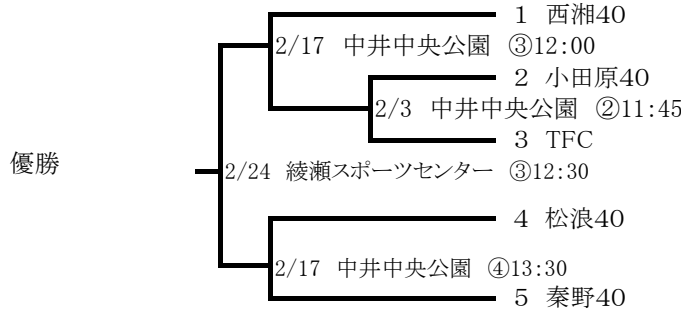 1 西湘40
2/17 中井中央公園 ③12:00
2 小田原40
2/3 中井中央公園 ②11:45
3 TFC
優勝
2/24 綾瀬スポーツセンター ③12:30
4 松浪40
2/17 中井中央公園 ④13:30
5 秦野40